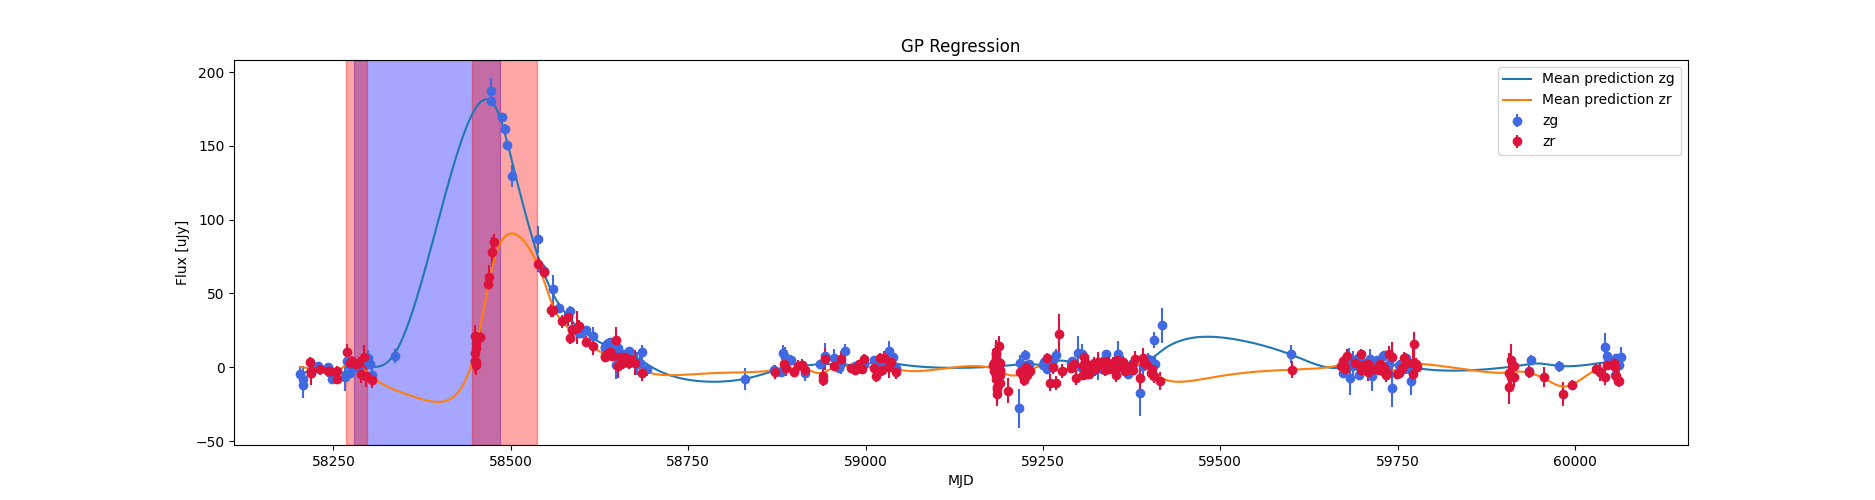 GP Regression
Flux [uJy]
200
150
100
50
0
−50
58250
58500
58750
59000
59250
59500
59750
60000
MJD
Mean prediction zg
Mean prediction zr
zg
zr